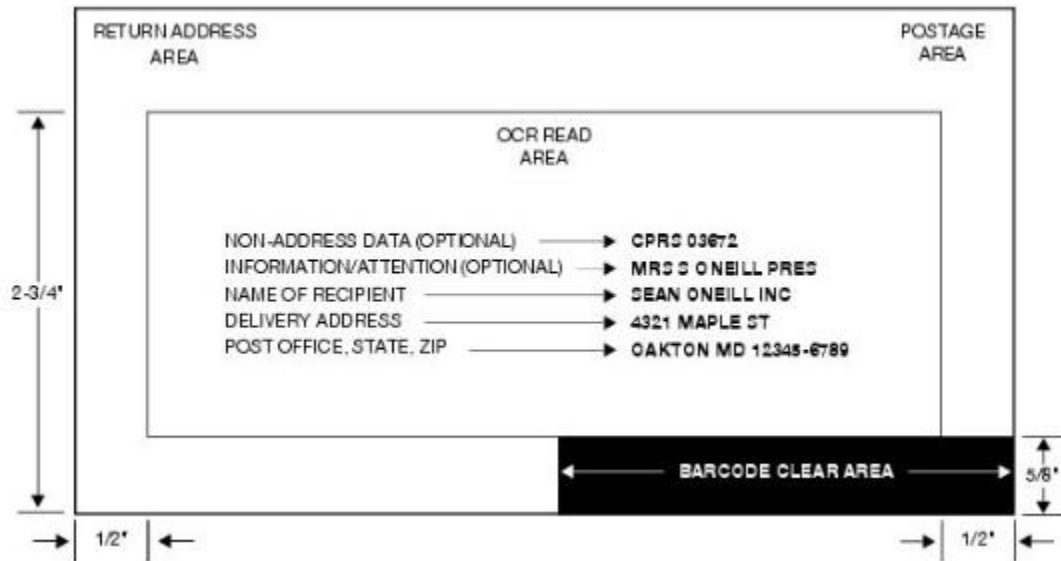 RETURN ADDRESS
AREA
POSTAGE
AREA
OCR READ
AREA
NON-ADDRESS DATA (OPTIONAL) CPRS 03672
INFORMATION/ATTENTION (OPTIONAL) MRS S ONEILL PRES
NAME OF RECIPIENT SEAN ONEILL INC
DELIVERY ADDRESS 4321 MAPLE ST
POST OFFICE, STATE, ZIP OAKTON MD 12345-6789
2-3/4"
BARCODE CLEAR AREA
5/8"
1/2"
1/2"